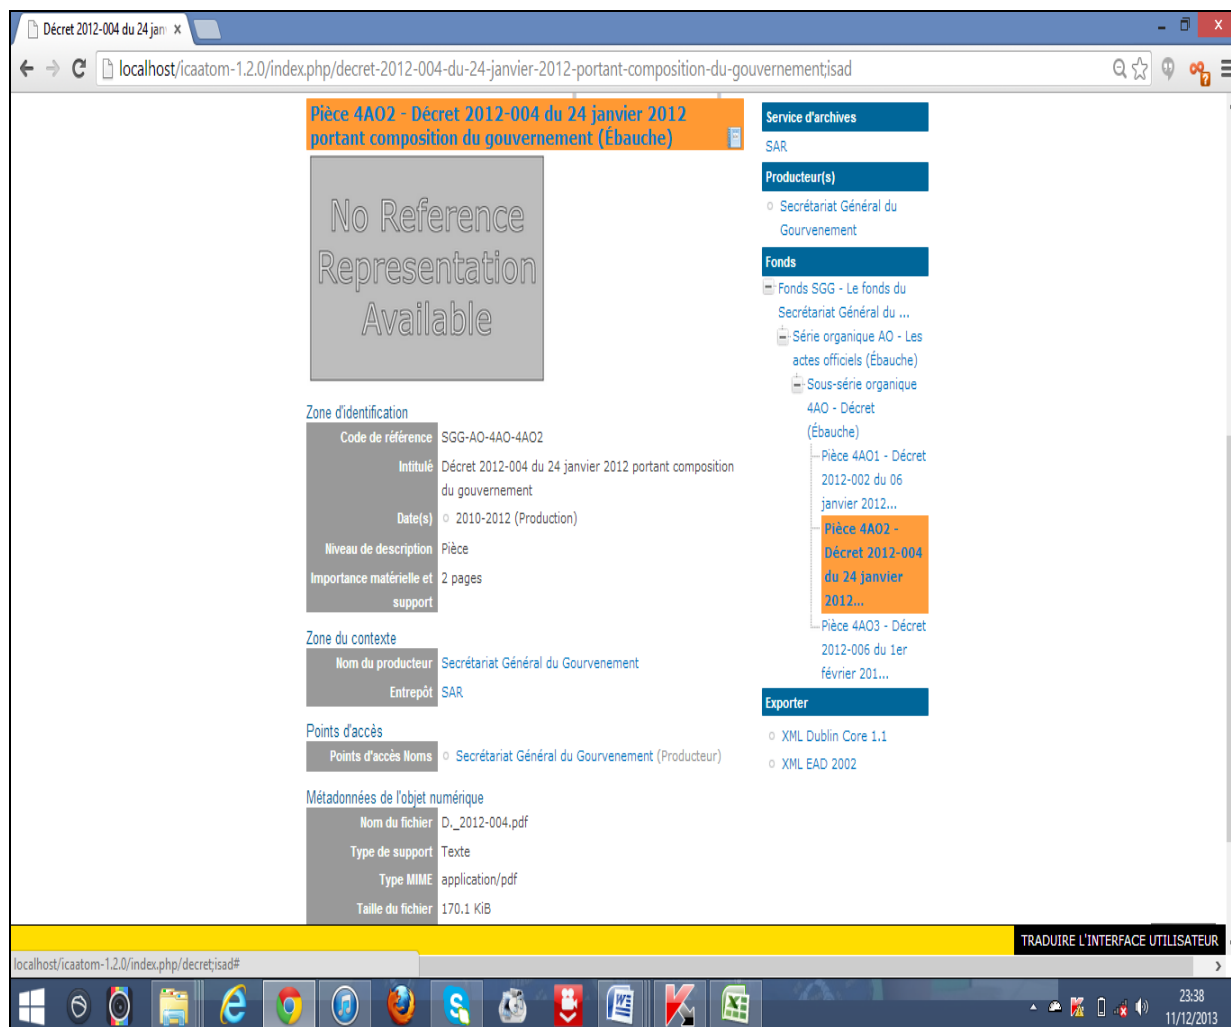 Décret 2012-004 du 24 jan
localhost/icaatom-1.2.0/index.php/decret-2012-004-du-24-janvier-2012-portant-composition-du-gouvernement;isad
Pièce 4AO2 - Décret 2012-004 du 24 janvier 2012
portant composition du gouvernement (Ébauche)
No Reference
Representation
Available
Zone d'identification
Code de référence SGG-AO-4AO-4AO2
Intitulé Décret 2012-004 du 24 janvier 2012 portant composition
du gouvernement
Date(s) 2010-2012 (Production)
Niveau de description Pièce
Importance matérielle et 2 pages
support
Zone du contexte
Nom du producteur Secrétariat Général du Gourvenement
Entrepôt SAR
Points d'accès
Points d'accès Noms Secrétariat Général du Gourvenement (Producteur)
Métadonnées de l'objet numérique
Nom du fichier D._2012-004.pdf
Type de support Texte
Type MIME application/pdf
Taille du fichier 170.1 KiB
Service d'archives
SAR
Producteur(s)
Secrétariat Général du
Gourvenement
Fonds
Fonds SGG - Le fonds du
Secrétariat Général du ...
Série organique AO - Les
actes officiels (Ébauche)
Sous-série organique
4AO - Décret
(Ébauche)
Pièce 4AO1 - Décret
2012-002 du 06
janvier 2012...
Pièce 4AO2 -
Décret 2012-004
du 24 janvier
2012...
Pièce 4AO3 - Décret
2012-006 du 1er
février 201...
Exporter
XML Dublin Core 1.1
XML EAD 2002
TRADUIRE L'INTERFACE UTILISATEUR
localhost/icaatom-1.2.0/index.php/decret;isad#
23:38
11/12/2013